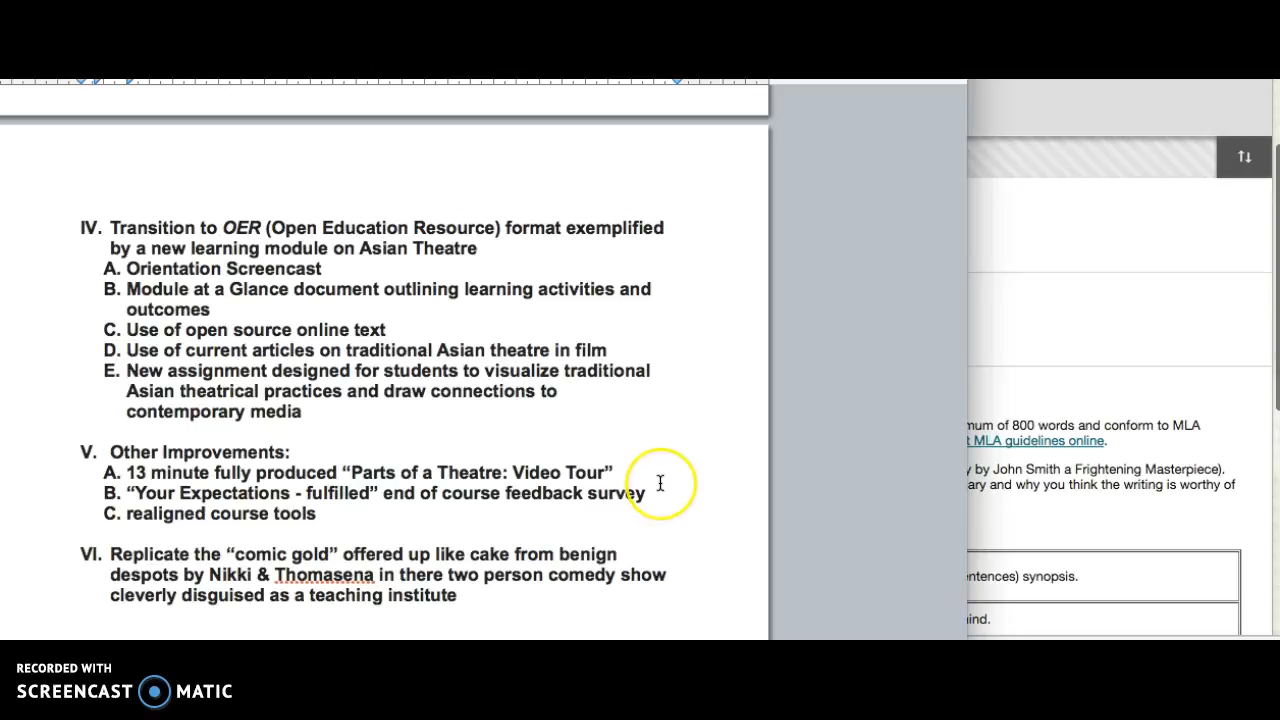 IV. Transition to OER (Open Education Resource) format exemplified
by a new learning module on Asian Theatre
A. Orientation Screencast
B. Module at a Glance document outlining learning activities and
outcomes
C. Use of open source online text
D. Use of current articles on traditional Asian theatre in film
E. New assignment designed for students to visualize traditional
Asian theatrical practices and draw connections to
contemporary media
V. Other Improvements:
A. 13 minute fully produced “Parts of a Theatre: Video Tour”
B. “Your Expectations - fulfilled” end of course feedback survey
C. realigned course tools
VI. Replicate the “comic gold” offered up like cake from benign
despots by Nikki & Thomasena in there two person comedy show
cleverly disguised as a teaching institute
of 800 words and conform to MLA
MLA guidelines online.
by John Smith a Frightening Masterpiece).
and why you think the writing is worthy of
synopsis.
RECORDED WITH
SCREENCAST MATIC